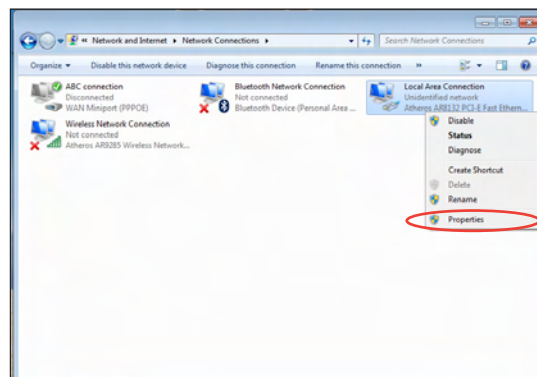 « Network and Internet ▸ Network Connections ▸
Search Network Connections
Organize ▾ Disable this network device Diagnose this connection Rename this connection »
ABC connection
Disconnected
WAN Miniport (PPPOE)
Bluetooth Network Connection
Not connected
Bluetooth Device (Personal Area ...
Local Area Connection
Unidentified network
Atheros AR8132 PCI-E Fast Ethern...
Wireless Network Connection
Not connected
Atheros AR9285 Wireless Network...
Disable
Status
Diagnose
Create Shortcut
Delete
Rename
Properties